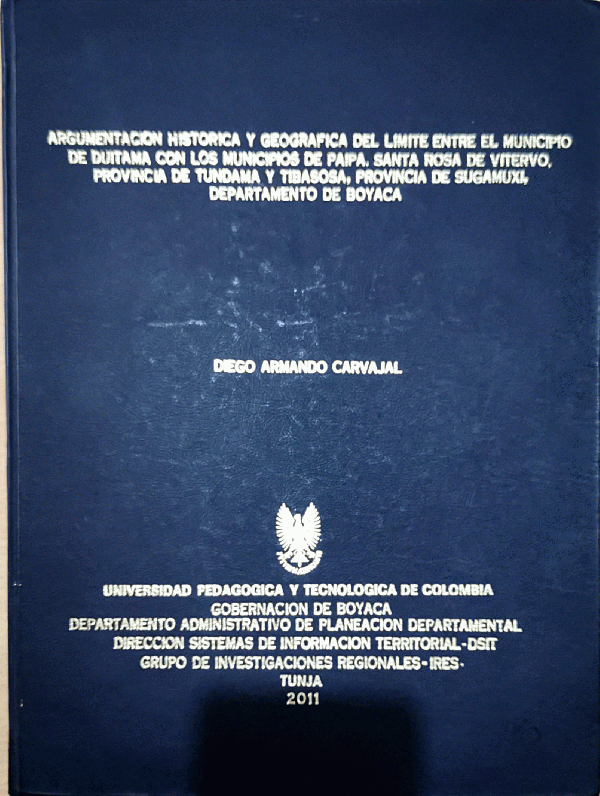 ARGUMENTACION HISTORICA Y GEOGRAFICA DEL LIMITE ENTRE EL MUNICIPIO
DE DUITAMA CON LOS MUNICIPIOS DE PAIPA, SANTA ROSA DE VITERVO,
PROVINCIA DE TUNDAMA Y TIBASOSA, PROVINCIA DE SUGAMUXI,
DEPARTAMENTO DE BOYACA
DIEGO ARMANDO CARVAJAL
UNIVERSIDAD PEDAGOGICA Y TECNOLOGICA DE COLOMBIA
GOBERNACION DE BOYACA
DEPARTAMENTO ADMINISTRATIVO DE PLANEACION DEPARTAMENTAL
DIRECCION SISTEMAS DE INFORMACION TERRITORIAL-DSIT
GRUPO DE INVESTIGACIONES REGIONALES-IRES-
TUNJA
2011